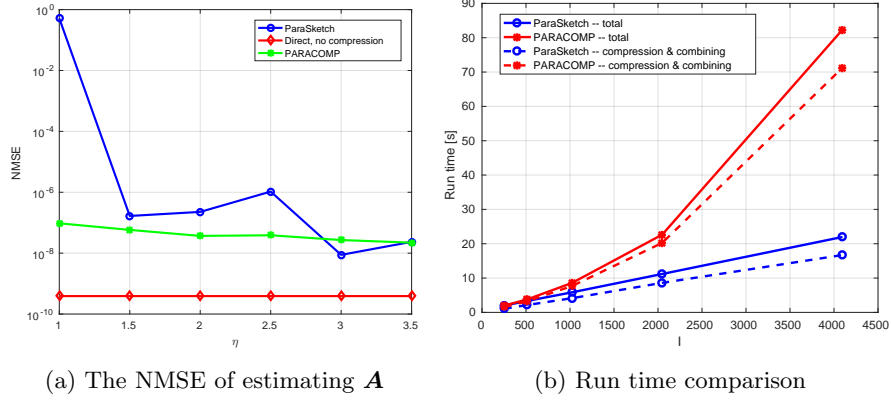 10^0
10^-2
10^-4
10^-6
10^-8
10^-10
NMSE
1
1.5
2
2.5
3
3.5
η
ParaSketch
Direct, no compression
PARACOMP
(a) The NMSE of estimating A
90
80
70
60
50
40
30
20
10
0
Run time [s]
0
500
1000
1500
2000
2500
3000
3500
4000
4500
I
ParaSketch -- total
PARACOMP -- total
ParaSketch -- compression & combining
PARACOMP -- compression & combining
(b) Run time comparison